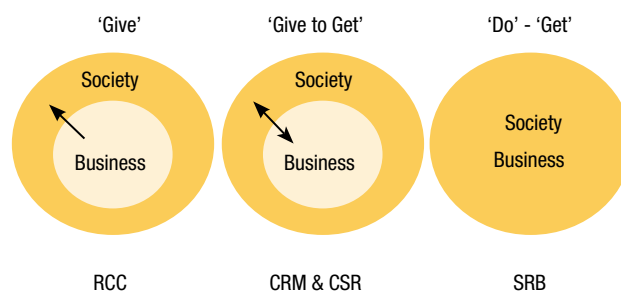 ‘Give’
‘Give to Get’
‘Do’ - ‘Get’
Society
Business
Society
Business
Society
Business
RCC
CRM & CSR
SRB